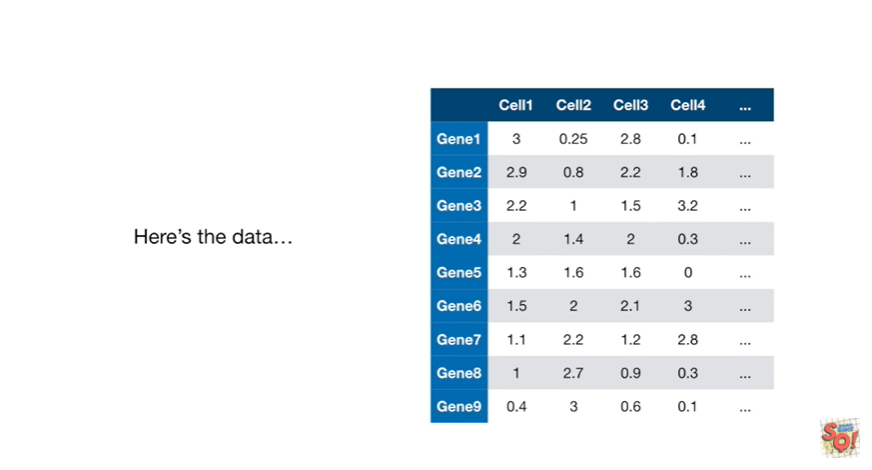 Here's the data…
Cell1 Cell2 Cell3 Cell4 ...
Gene1 3 0.25 2.8 0.1 ...
Gene2 2.9 0.8 2.2 1.8 ...
Gene3 2.2 1 1.5 3.2 ...
Gene4 2 1.4 2 0.3 ...
Gene5 1.3 1.6 1.6 0 ...
Gene6 1.5 2 2.1 3 ...
Gene7 1.1 2.2 1.2 2.8 ...
Gene8 1 2.7 0.9 0.3 ...
Gene9 0.4 3 0.6 0.1 ...
SQ!